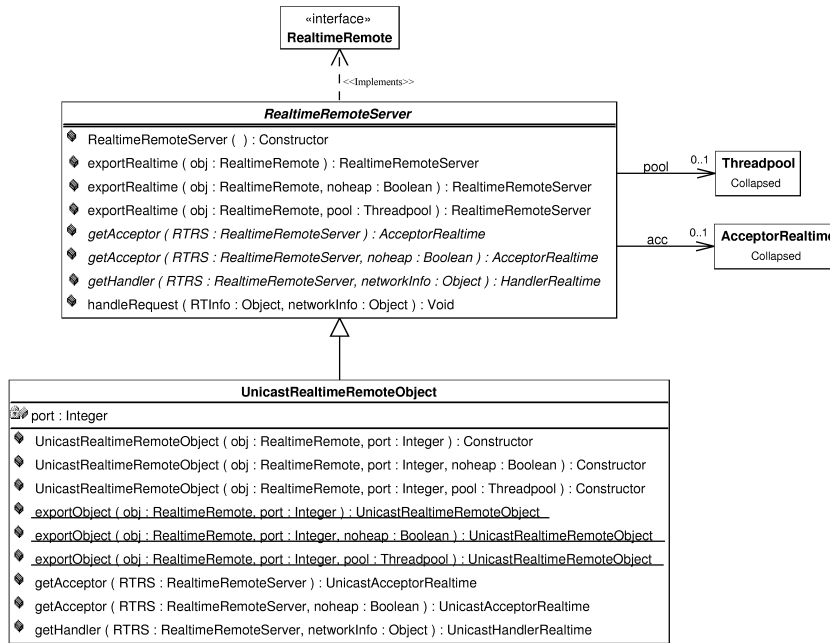 «interface»
RealtimeRemote
<<Implements>>
RealtimeRemoteServer
RealtimeRemoteServer ( ) : Constructor
exportRealtime ( obj : RealtimeRemote ) : RealtimeRemoteServer
exportRealtime ( obj : RealtimeRemote, noheap : Boolean ) : RealtimeRemoteServer
exportRealtime ( obj : RealtimeRemote, pool : Threadpool ) : RealtimeRemoteServer
getAcceptor ( RTRS : RealtimeRemoteServer ) : AcceptorRealtime
getAcceptor ( RTRS : RealtimeRemoteServer, noheap : Boolean ) : AcceptorRealtime
getHandler ( RTRS : RealtimeRemoteServer, networkInfo : Object ) : HandlerRealtime
handleRequest ( RTInfo : Object, networkInfo : Object ) : Void
pool 0..1
Threadpool
Collapsed
acc 0..1
AcceptorRealtime
Collapsed
UnicastRealtimeRemoteObject
port : Integer
UnicastRealtimeRemoteObject ( obj : RealtimeRemote, port : Integer ) : Constructor
UnicastRealtimeRemoteObject ( obj : RealtimeRemote, port : Integer, noheap : Boolean ) : Constructor
UnicastRealtimeRemoteObject ( obj : RealtimeRemote, port : Integer, pool : Threadpool ) : Constructor
exportObject ( obj : RealtimeRemote, port : Integer ) : UnicastRealtimeRemoteObject
exportObject ( obj : RealtimeRemote, port : Integer, noheap : Boolean ) : UnicastRealtimeRemoteObject
exportObject ( obj : RealtimeRemote, port : Integer, pool : Threadpool ) : UnicastRealtimeRemoteObject
getAcceptor ( RTRS : RealtimeRemoteServer ) : UnicastAcceptorRealtime
getAcceptor ( RTRS : RealtimeRemoteServer, noheap : Boolean ) : UnicastAcceptorRealtime
getHandler ( RTRS : RealtimeRemoteServer, networkInfo : Object ) : UnicastHandlerRealtime